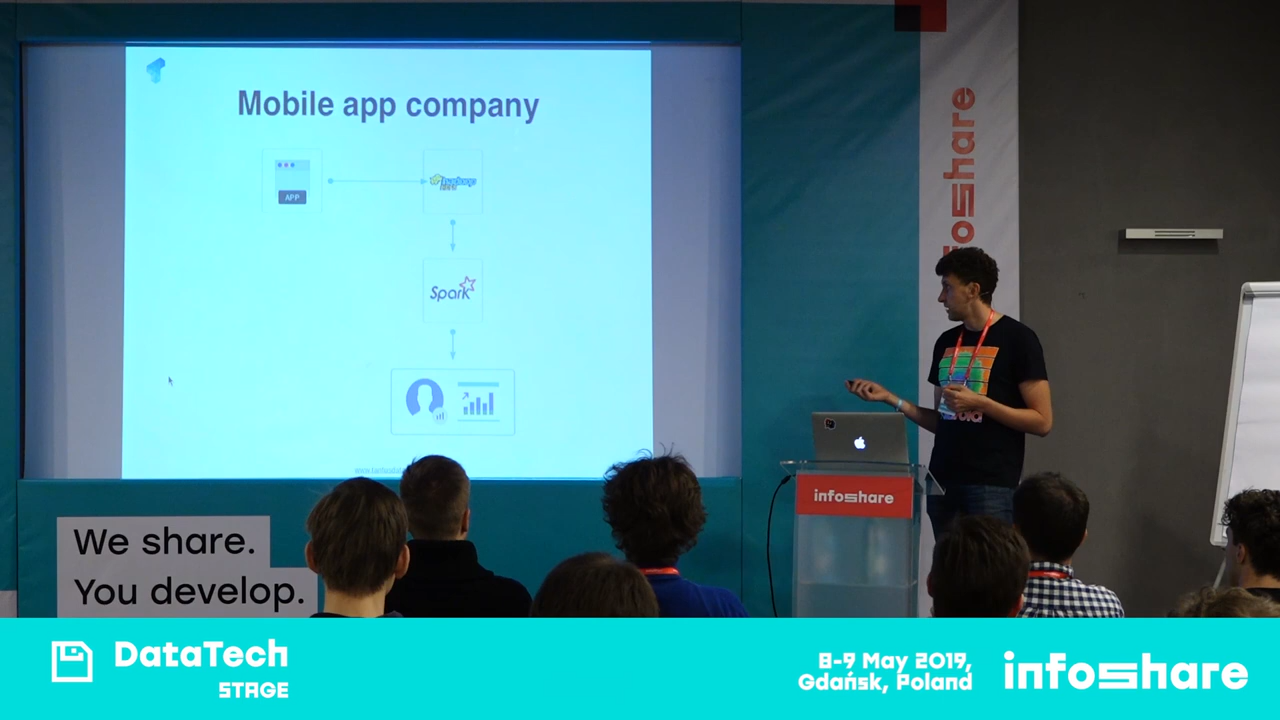 Mobile app company
APP
hadoop
Spark
infoshare
infoshare
We share.
You develop.
DataTech
STAGE
8-9 May 2019,
Gdańsk, Poland
infoshare